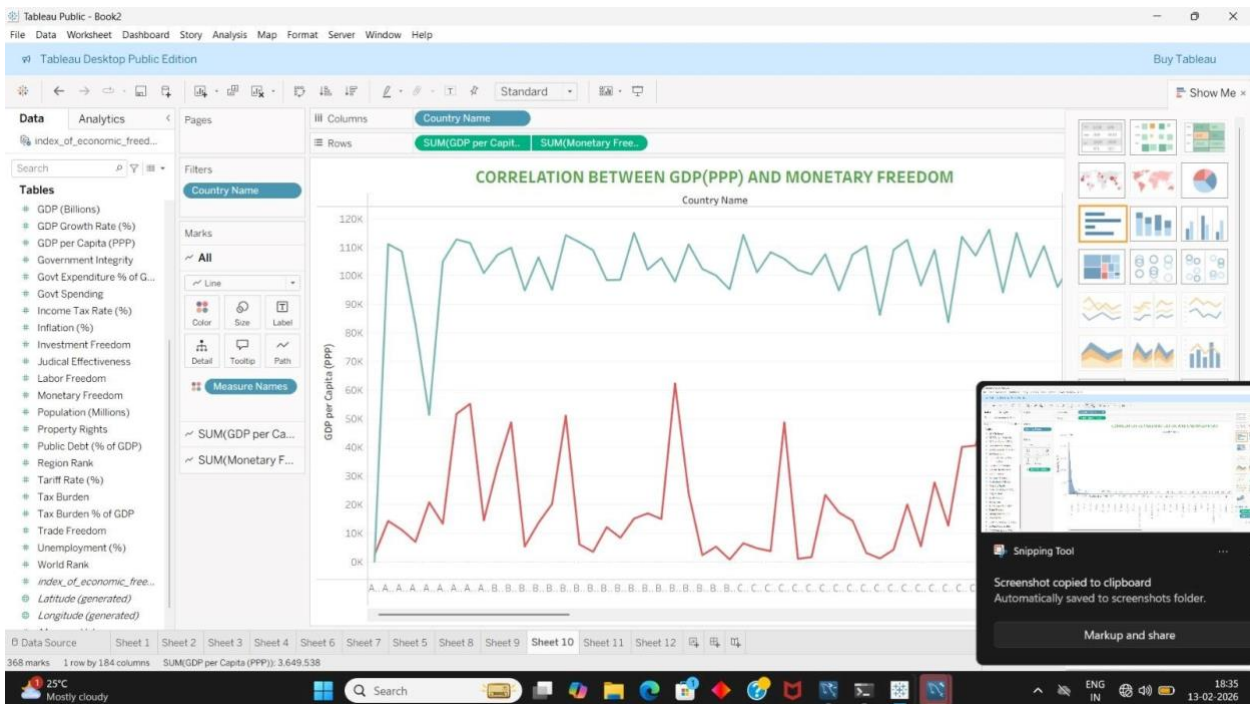 Tableau Public - Book2
File Data Worksheet Dashboard Story Analysis Map Format Server Window Help
Tableau Desktop Public Edition
Buy Tableau
Standard
Show Me ×
Data
Analytics
index_of_economic_freed...
Search
Tables
GDP (Billions)
GDP Growth Rate (%)
GDP per Capita (PPP)
Government Integrity
Govt Expenditure % of G...
Govt Spending
Income Tax Rate (%)
Inflation (%)
Investment Freedom
Judical Effectiveness
Labor Freedom
Monetary Freedom
Population (Millions)
Property Rights
Public Debt (% of GDP)
Region Rank
Tariff Rate (%)
Tax Burden
Tax Burden % of GDP
Trade Freedom
Unemployment (%)
World Rank
index_of_economic_free...
Latitude (generated)
Longitude (generated)
Pages
Filters
Country Name
Marks
All
Line
Color Size Label
Detail Tooltip Path
Measure Names
SUM(GDP per Ca...
SUM(Monetary F...
Columns
Country Name
Rows
SUM(GDP per Capit..
SUM(Monetary Free..
CORRELATION BETWEEN GDP(PPP) AND MONETARY FREEDOM
Country Name
GDP per Capita (PPP)
120K
110K
100K
90K
80K
70K
60K
50K
40K
30K
20K
10K
0K
A.. A.. A. A. A. A. A. A. A. B. B. B. B. B. B. B. B. B. B. B. B. B. B. B. B. B. B. C. C. C. C. C. C. C. C. C. C. C. C. C. C. C. C. C. C...
Snipping Tool
...
Screenshot copied to clipboard
Automatically saved to screenshots folder.
Markup and share
Data Source Sheet 1 Sheet 2 Sheet 3 Sheet 4 Sheet 6 Sheet 7 Sheet 5 Sheet 8 Sheet 9 Sheet 10 Sheet 11 Sheet 12
368 marks 1 row by 184 columns SUM(GDP per Capita (PPP)): 3,649,538
25°C
Mostly cloudy
Search
ENG
IN
18:35
13-02-2026